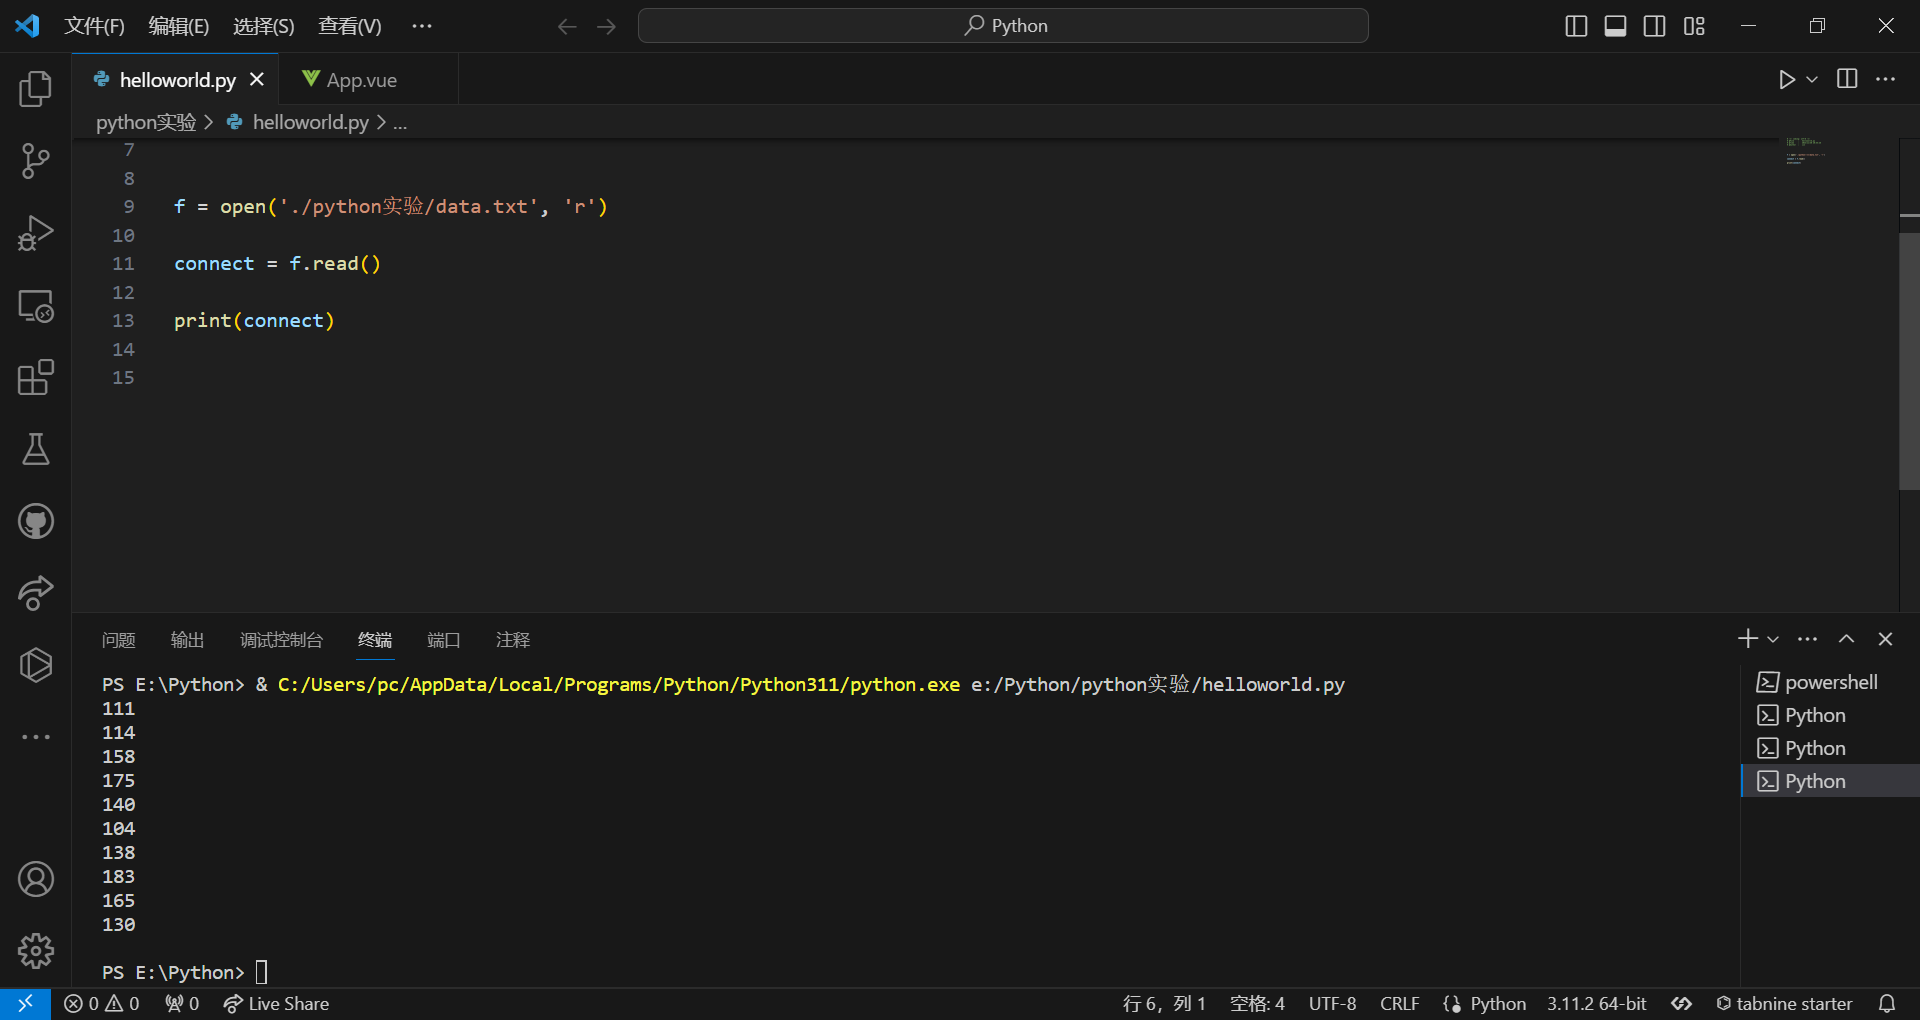 文件(F) 编辑(E) 选择(S) 查看(V) ··· Python
helloworld.py App.vue
python实验 > helloworld.py > ...
7
8
9 f = open('./python实验/data.txt', 'r')
10
11 connect = f.read()
12
13 print(connect)
14
15
问题 输出 调试控制台 终端 端口 注释
PS E:\Python> & C:/Users/pc/AppData/Local/Programs/Python/Python311/python.exe e:/Python/python实验/helloworld.py
111
114
158
175
140
104
138
183
165
130
PS E:\Python>
powershell
Python
Python
Python
0 0 0 Live Share 行 6，列 1 空格: 4 UTF-8 CRLF {} Python 3.11.2 64-bit tabnine starter